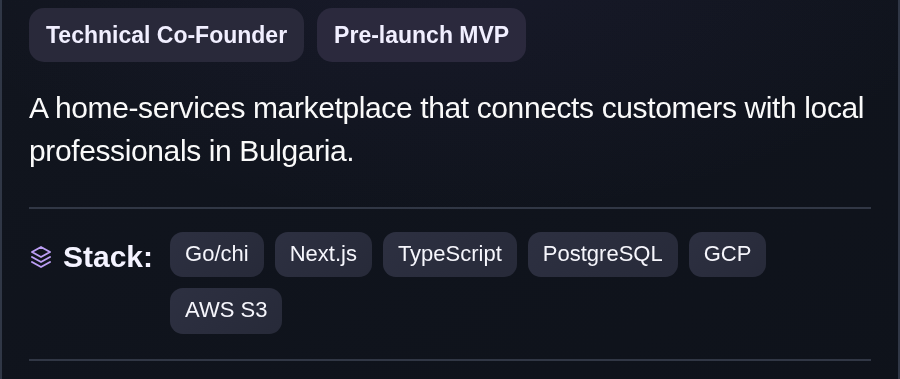 Technical Co-Founder Pre-launch MVP
A home-services marketplace that connects customers with local
professionals in Bulgaria.
Stack: Go/chi Next.js TypeScript PostgreSQL GCP
AWS S3